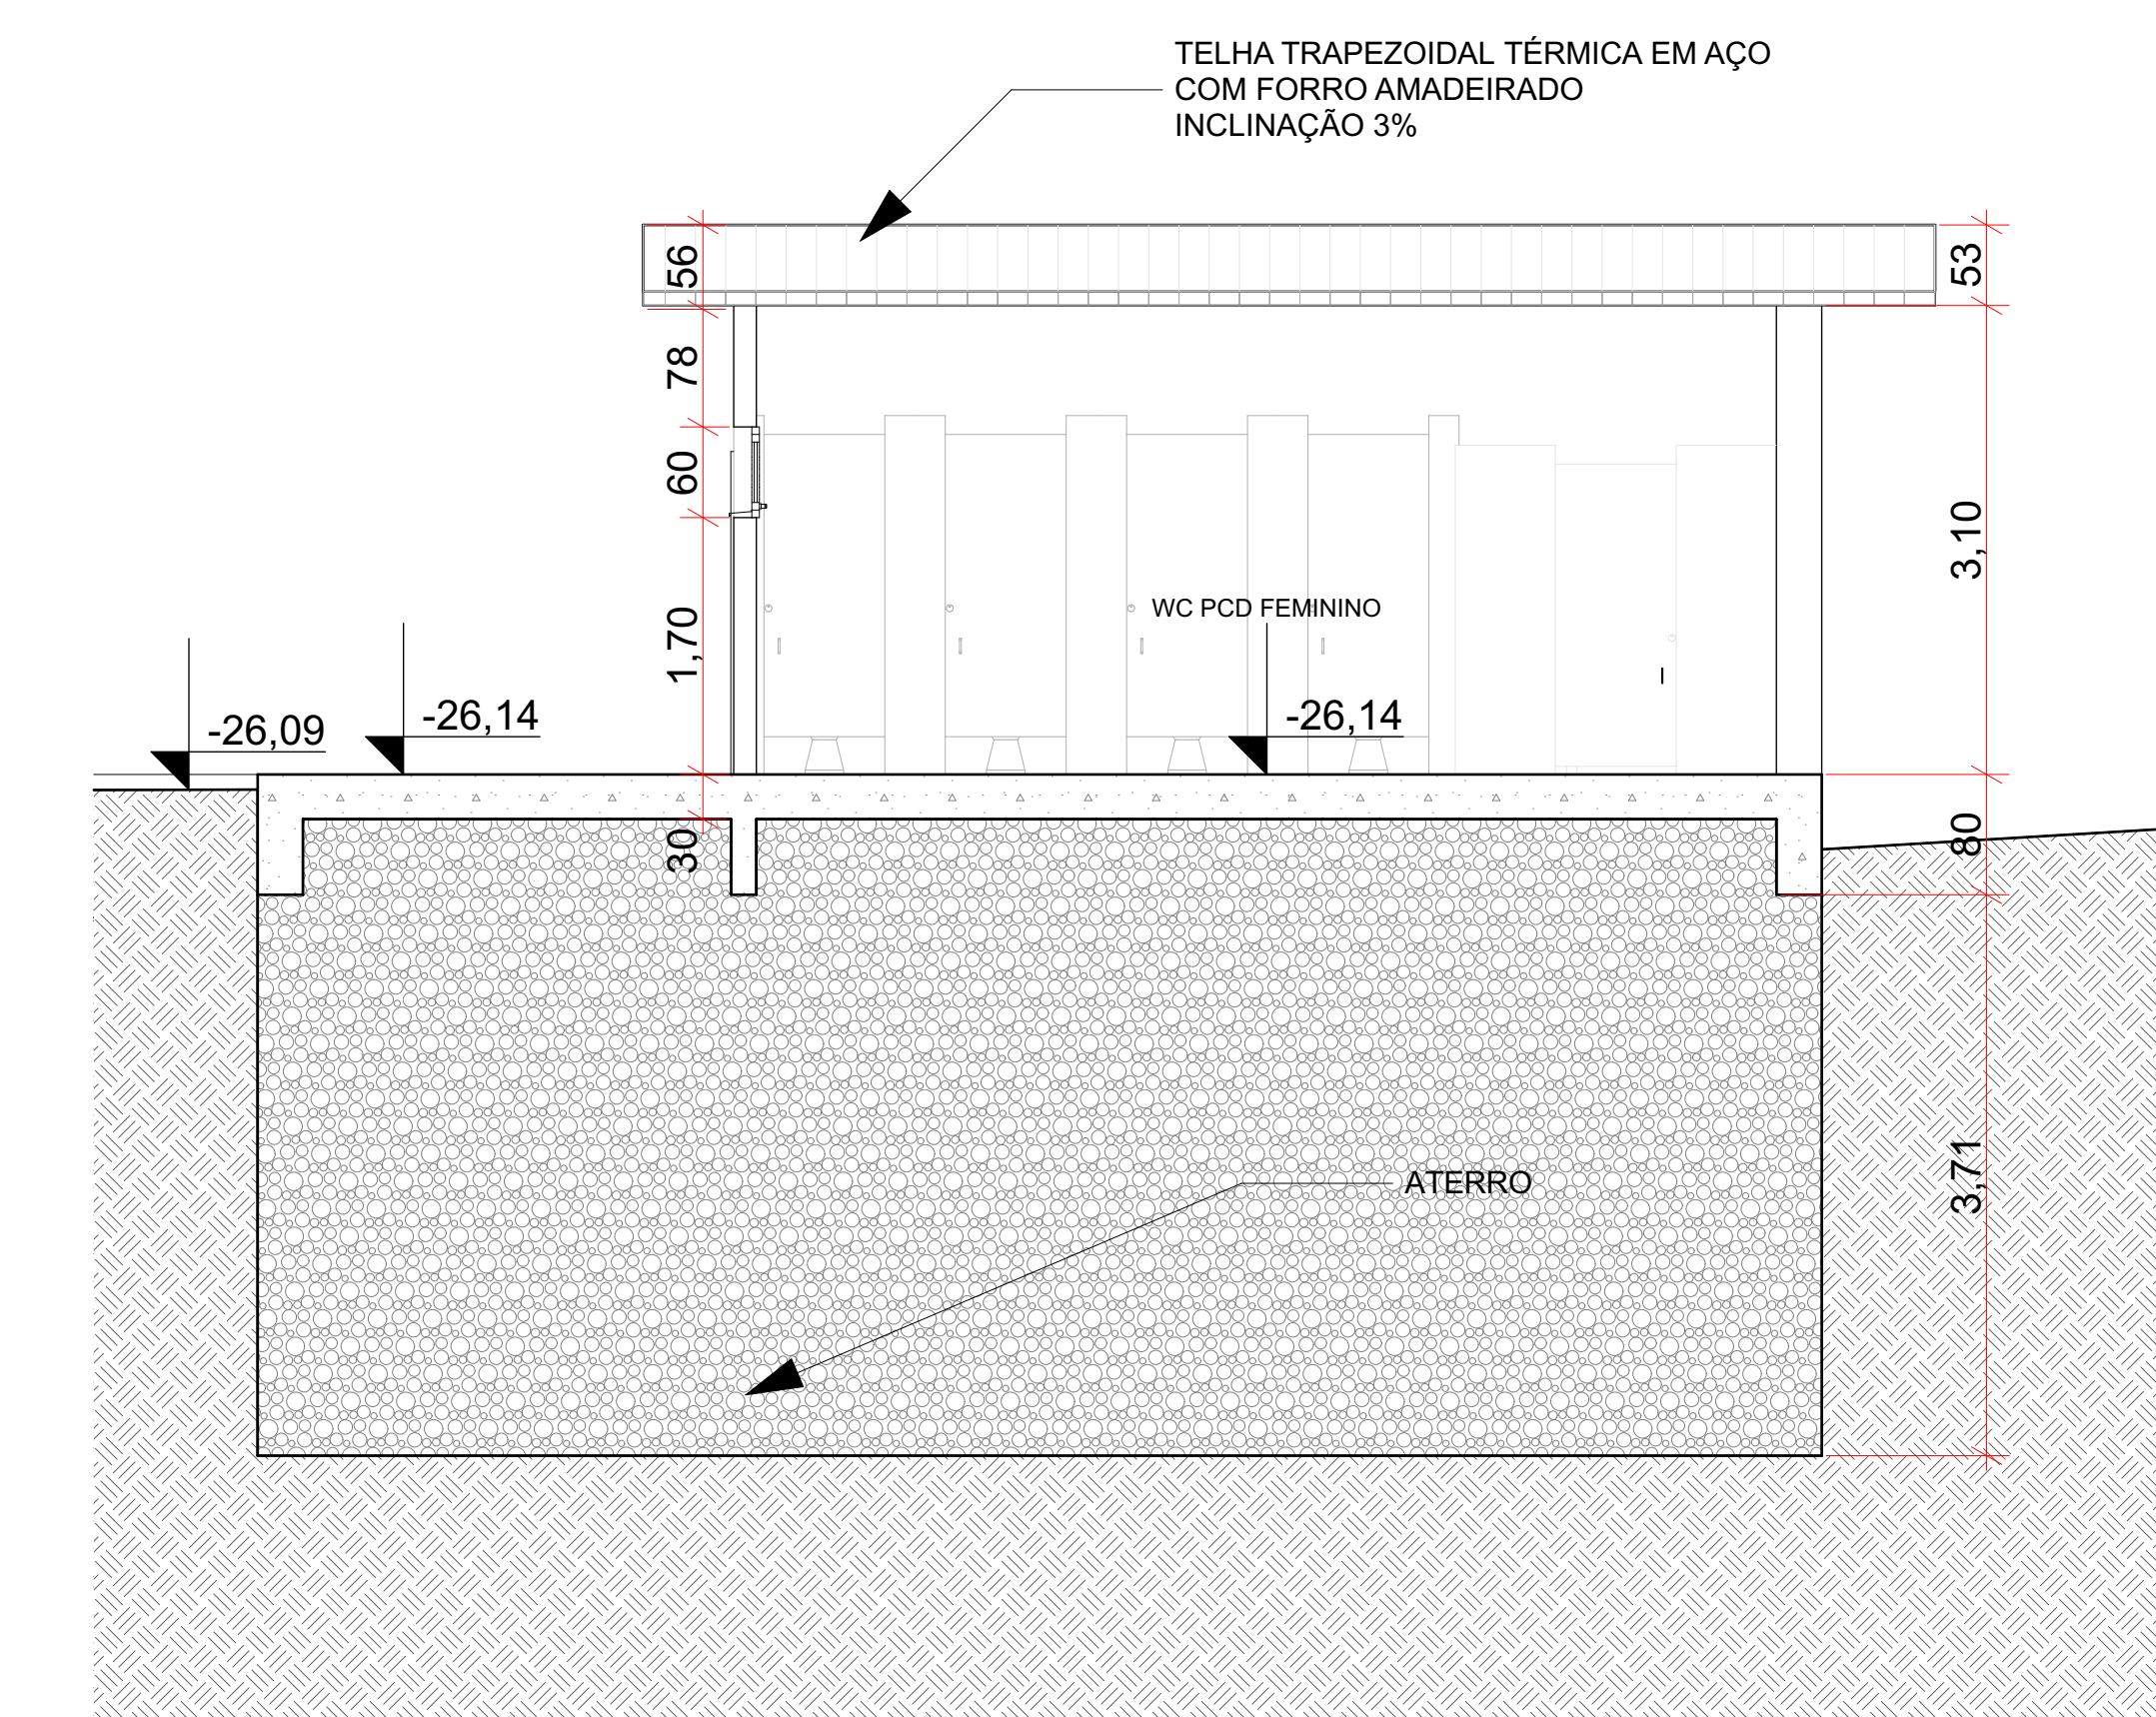 TELHA TRAPEZOIDAL TÉRMICA EM AÇO
COM FORRO AMADEIRADO
INCLINAÇÃO 3%
56
53
78
60
3,10
1,70
WC PCD FEMININO
-26,09
-26,14
-26,14
30
80
3,71
ATERRO